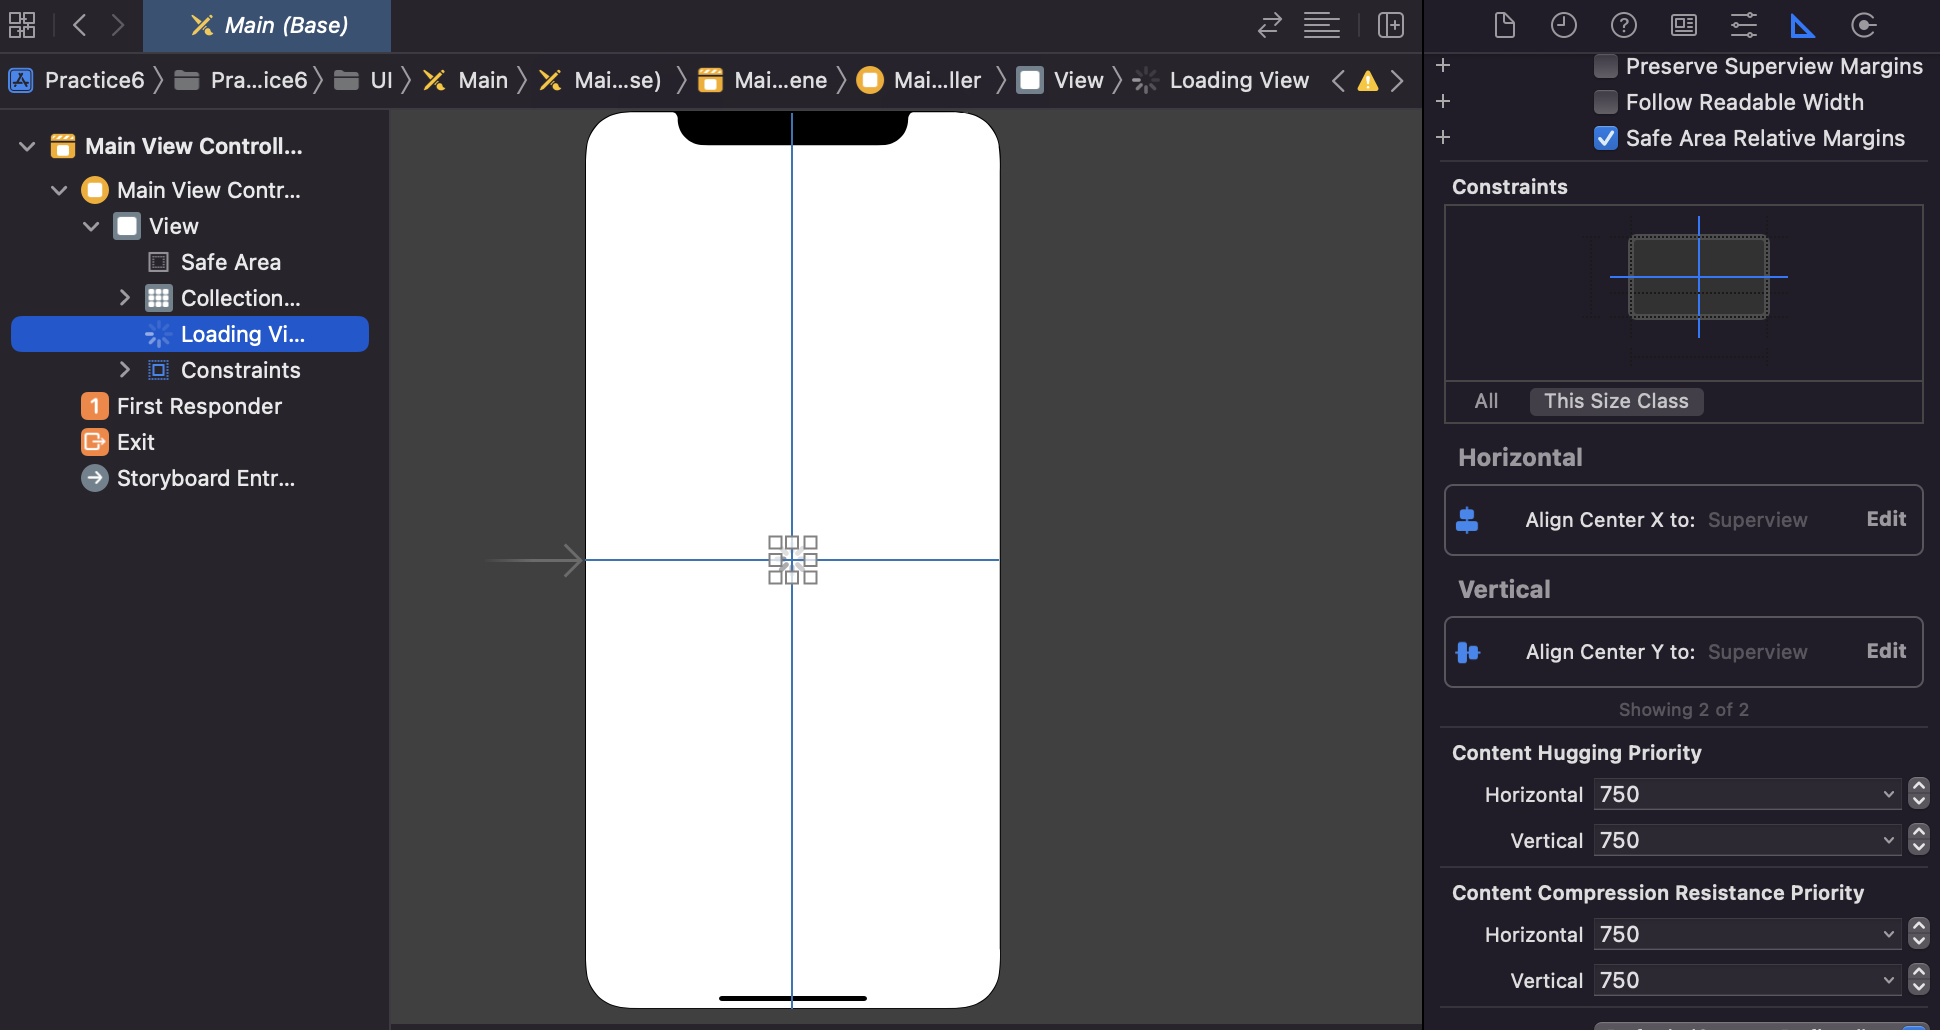 Main (Base)
Practice6 Pra...ice6 UI Main Mai...se) Mai...ene Mai...ller View Loading View
Main View Controll...
Main View Contr...
View
Safe Area
Collection...
Loading Vi...
Constraints
First Responder
Exit
Storyboard Entr...
Preserve Superview Margins
Follow Readable Width
Safe Area Relative Margins
Constraints
All This Size Class
Horizontal
Align Center X to: Superview Edit
Vertical
Align Center Y to: Superview Edit
Showing 2 of 2
Content Hugging Priority
Horizontal 750
Vertical 750
Content Compression Resistance Priority
Horizontal 750
Vertical 750